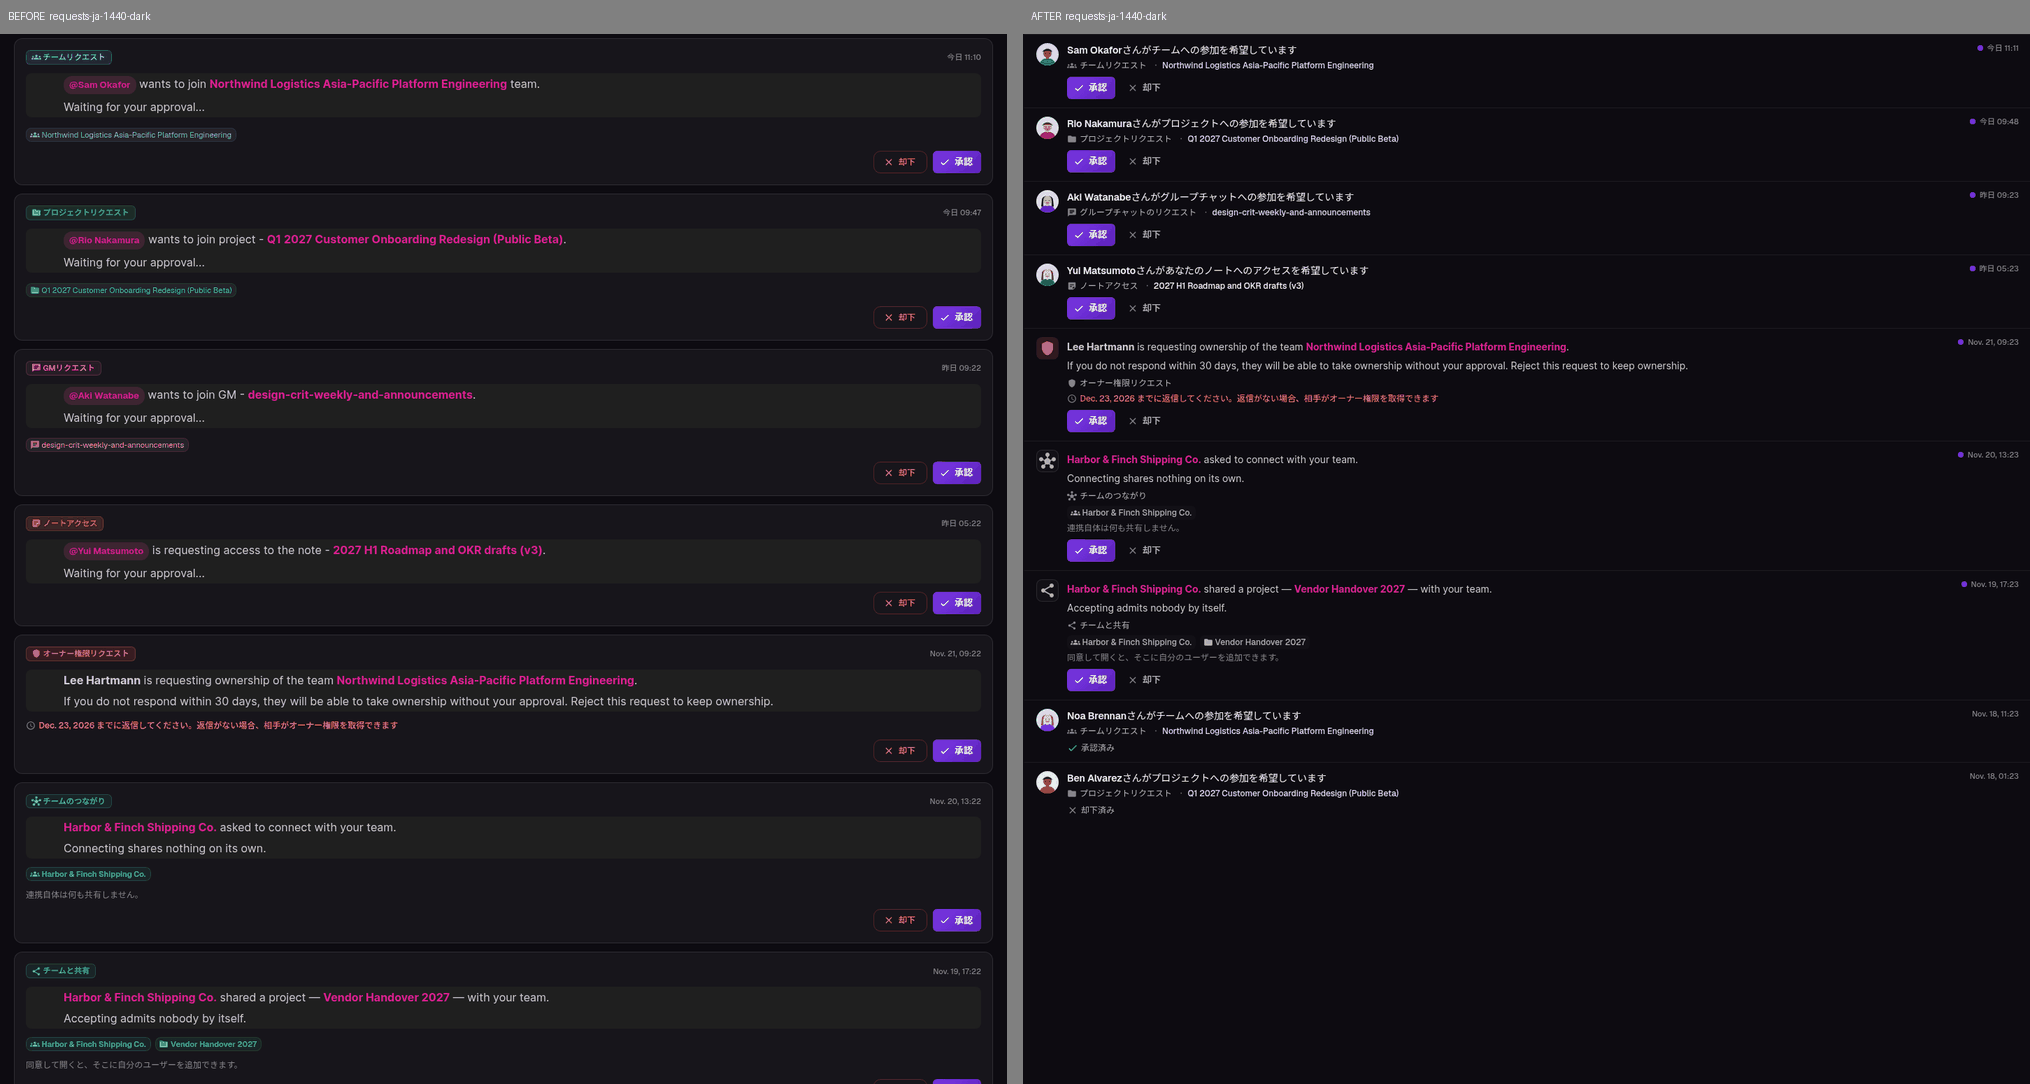 BEFORE requests-ja-1440-dark
チームリクエスト
今日 11:10
@Sam Okafor wants to join Northwind Logistics Asia-Pacific Platform Engineering team.
Waiting for your approval...
Northwind Logistics Asia-Pacific Platform Engineering
却下
承認
プロジェクトリクエスト
今日 09:47
@Rio Nakamura wants to join project - Q1 2027 Customer Onboarding Redesign (Public Beta).
Waiting for your approval...
Q1 2027 Customer Onboarding Redesign (Public Beta)
却下
承認
GMリクエスト
昨日 09:22
@Aki Watanabe wants to join GM - design-crit-weekly-and-announcements.
Waiting for your approval...
design-crit-weekly-and-announcements
却下
承認
ノートアクセス
昨日 05:22
@Yui Matsumoto is requesting access to the note - 2027 H1 Roadmap and OKR drafts (v3).
Waiting for your approval...
却下
承認
オーナー権限リクエスト
Nov. 21, 09:22
Lee Hartmann is requesting ownership of the team Northwind Logistics Asia-Pacific Platform Engineering.
If you do not respond within 30 days, they will be able to take ownership without your approval. Reject this request to keep ownership.
Dec. 23, 2026 までに返信してください。返信がない場合、相手がオーナー権限を取得できます
却下
承認
チームのつながり
Nov. 20, 13:22
Harbor & Finch Shipping Co. asked to connect with your team.
Connecting shares nothing on its own.
Harbor & Finch Shipping Co.
連携自体は何も共有しません。
却下
承認
チームと共有
Nov. 19, 17:22
Harbor & Finch Shipping Co. shared a project — Vendor Handover 2027 — with your team.
Accepting admits nobody by itself.
Harbor & Finch Shipping Co.
Vendor Handover 2027
同意して開くと、そこに自分のユーザーを追加できます。
AFTER requests-ja-1440-dark
Sam Okaforさんがチームへの参加を希望しています
今日 11:11
チームリクエスト · Northwind Logistics Asia-Pacific Platform Engineering
承認
却下
Rio Nakamuraさんがプロジェクトへの参加を希望しています
今日 09:48
プロジェクトリクエスト · Q1 2027 Customer Onboarding Redesign (Public Beta)
承認
却下
Aki Watanabeさんがグループチャットへの参加を希望しています
昨日 09:23
グループチャットのリクエスト · design-crit-weekly-and-announcements
承認
却下
Yui Matsumotoさんがあなたのノートへのアクセスを希望しています
昨日 05:23
ノートアクセス · 2027 H1 Roadmap and OKR drafts (v3)
承認
却下
Lee Hartmann is requesting ownership of the team Northwind Logistics Asia-Pacific Platform Engineering.
Nov. 21, 09:23
If you do not respond within 30 days, they will be able to take ownership without your approval. Reject this request to keep ownership.
オーナー権限リクエスト
Dec. 23, 2026 までに返信してください。返信がない場合、相手がオーナー権限を取得できます
承認
却下
Harbor & Finch Shipping Co. asked to connect with your team.
Nov. 20, 13:23
Connecting shares nothing on its own.
チームのつながり
Harbor & Finch Shipping Co.
連携自体は何も共有しません。
承認
却下
Harbor & Finch Shipping Co. shared a project — Vendor Handover 2027 — with your team.
Nov. 19, 17:23
Accepting admits nobody by itself.
チームと共有
Harbor & Finch Shipping Co.
Vendor Handover 2027
同意して開くと、そこに自分のユーザーを追加できます。
承認
却下
Noa Brennanさんがチームへの参加を希望しています
Nov. 18, 11:23
チームリクエスト · Northwind Logistics Asia-Pacific Platform Engineering
承認済み
Ben Alvarezさんがプロジェクトへの参加を希望しています
Nov. 18, 01:23
プロジェクトリクエスト · Q1 2027 Customer Onboarding Redesign (Public Beta)
却下済み